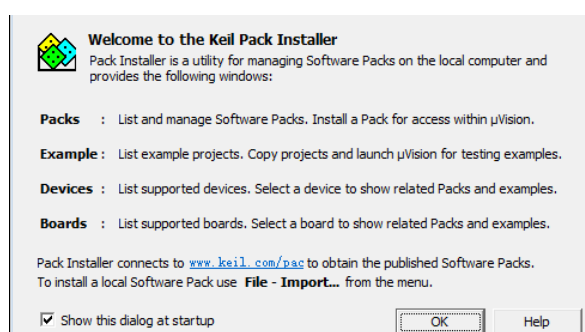 Welcome to the Keil Pack Installer
Pack Installer is a utility for managing Software Packs on the local computer and
provides the following windows:
Packs : List and manage Software Packs. Install a Pack for access within µVision.
Example : List example projects. Copy projects and launch µVision for testing examples.
Devices : List supported devices. Select a device to show related Packs and examples.
Boards : List supported boards. Select a board to show related Packs and examples.
Pack Installer connects to www.keil.com/pac to obtain the published Software Packs.
To install a local Software Pack use File - Import... from the menu.
Show this dialog at startup OK Help